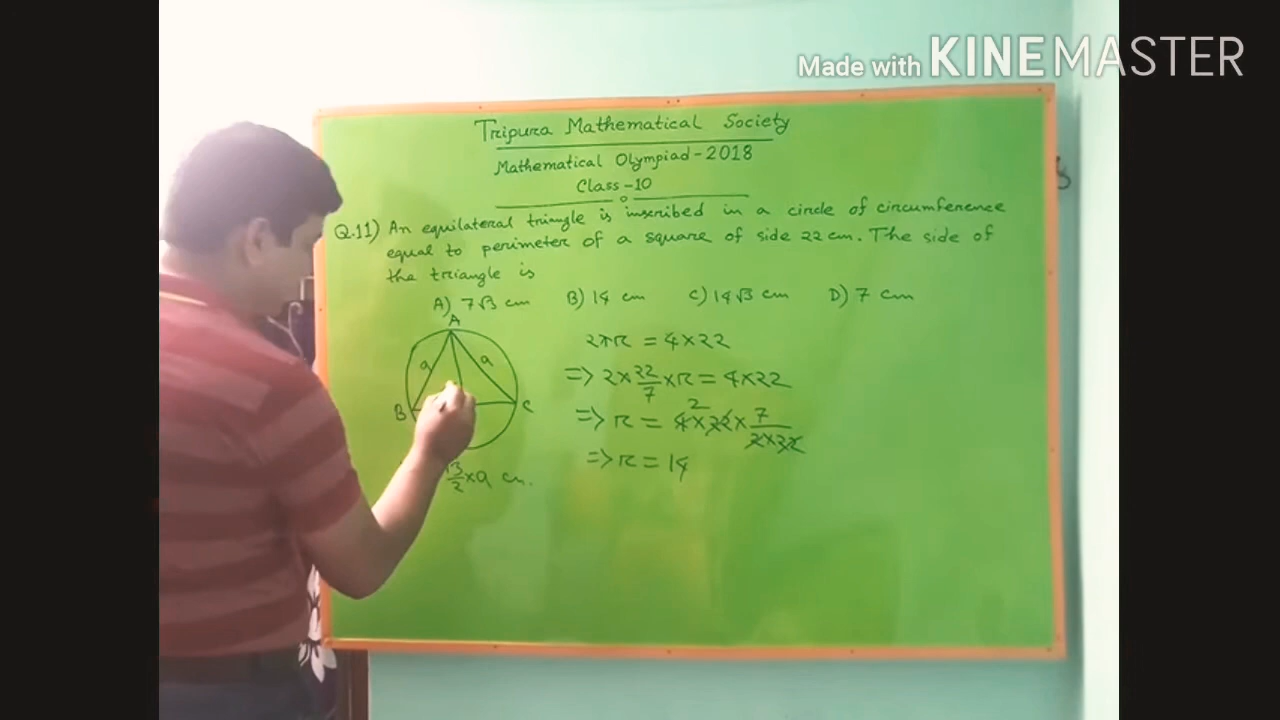 Made with KINEMASTER
Tripura Mathematical Society
Mathematical Olympiad-2018
Class-10
Q.11) An equilateral triangle is inscribed in a circle of circumference
equal to perimeter of a square of side 22 cm. The side of
the triangle is
A) 7√3 cm B) 14 cm C) 14√3 cm D) 7 cm
A
a a
B C
√3/2 × a cm.
2πr = 4×22
=> 2×22/7×r = 4×22
=> r = 4×22×7/2×22
2
=> r = 14